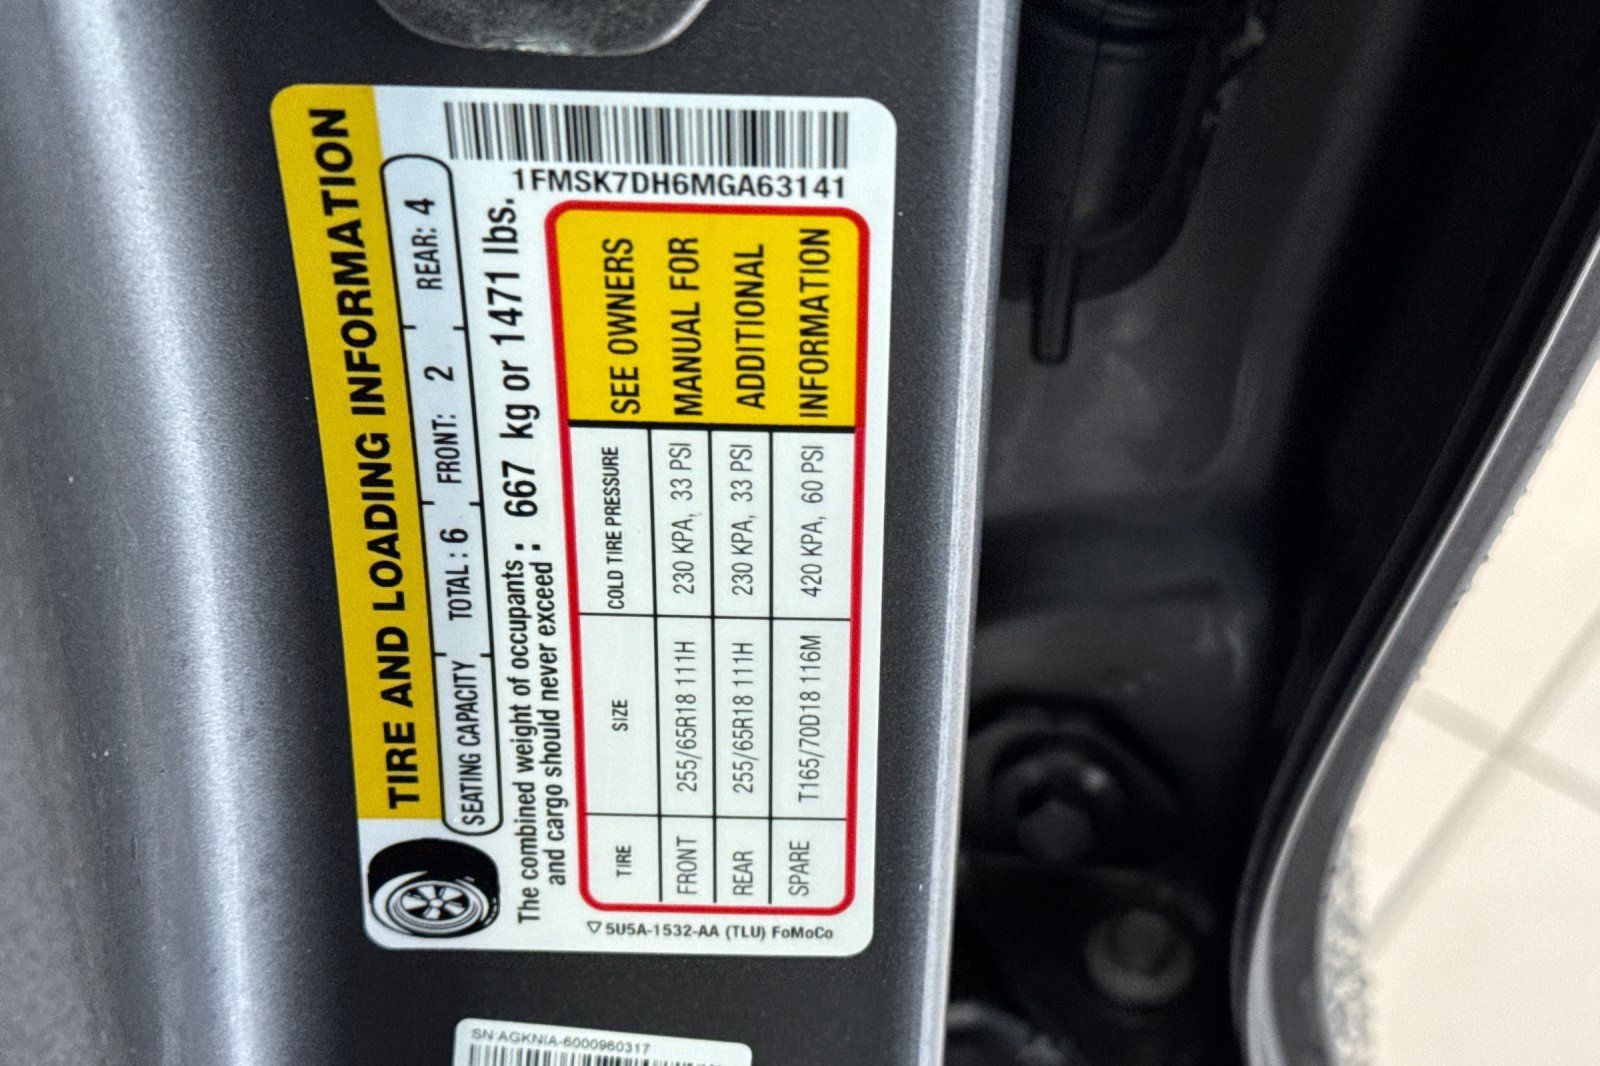 TIRE AND LOADING INFORMATION
SEATING CAPACITY TOTAL : 6 FRONT: 2 REAR: 4
The combined weight of occupants and cargo should never exceed : 667 kg or 1471 lbs.
1FMSK7DH6MGA63141
TIRE SIZE COLD TIRE PRESSURE
FRONT 255/65R18 111H 230 KPA, 33 PSI
REAR 255/65R18 111H 230 KPA, 33 PSI
SPARE T165/70D18 116M 420 KPA, 60 PSI
SEE OWNERS
MANUAL FOR
ADDITIONAL
INFORMATION
5U5A-1532-AA (TLU) FoMoCo
SN:AGKNIA-6000960317